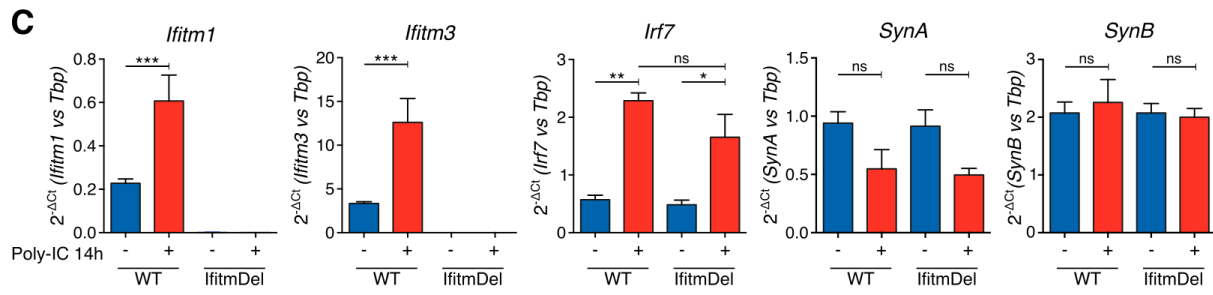 C
Ifitm1
2-ΔCt (Ifitm1 vs Tbp)
0.8
0.6
0.4
0.2
0.0
***
Ifitm3
2-ΔCt (Ifitm3 vs Tbp)
20
15
10
5
0
***
Irf7
2-ΔCt (Irf7 vs Tbp)
3
2
1
0
ns
**
*
SynA
2-ΔCt (SynA vs Tbp)
1.5
1.0
0.5
0.0
ns
ns
SynB
2-ΔCt(SynB vs Tbp)
3
2
1
0
ns
ns
Poly-IC 14h
- + - +
- + - +
- + - +
- + - +
- + - +
WT IfitmDel
WT IfitmDel
WT IfitmDel
WT IfitmDel
WT IfitmDel